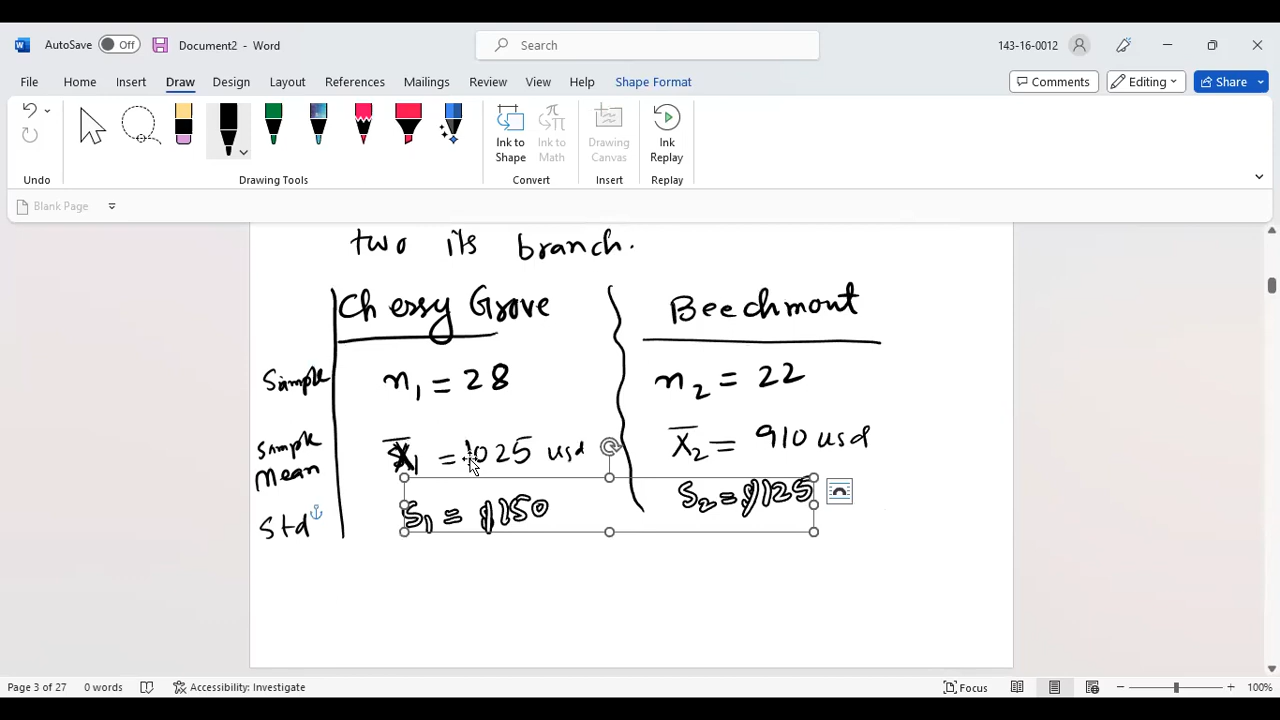 AutoSave Off Document2 - Word Search 143-16-0012
File Home Insert Draw Design Layout References Mailings Review View Help Shape Format Comments Editing Share
Undo
Drawing Tools
Ink to Shape
Ink to Math
Convert
Drawing Canvas
Insert
Ink Replay
Replay
Blank Page
two its branch.
Cherry Grove Beechmont
Sample n₁ = 28 n₂ = 22
Sample Mean X̄₁ = 1025 usd X̄₂ = 910 usd
Std S₁ = $150 S₂ = $125
Page 3 of 27 0 words Accessibility: Investigate Focus 100%